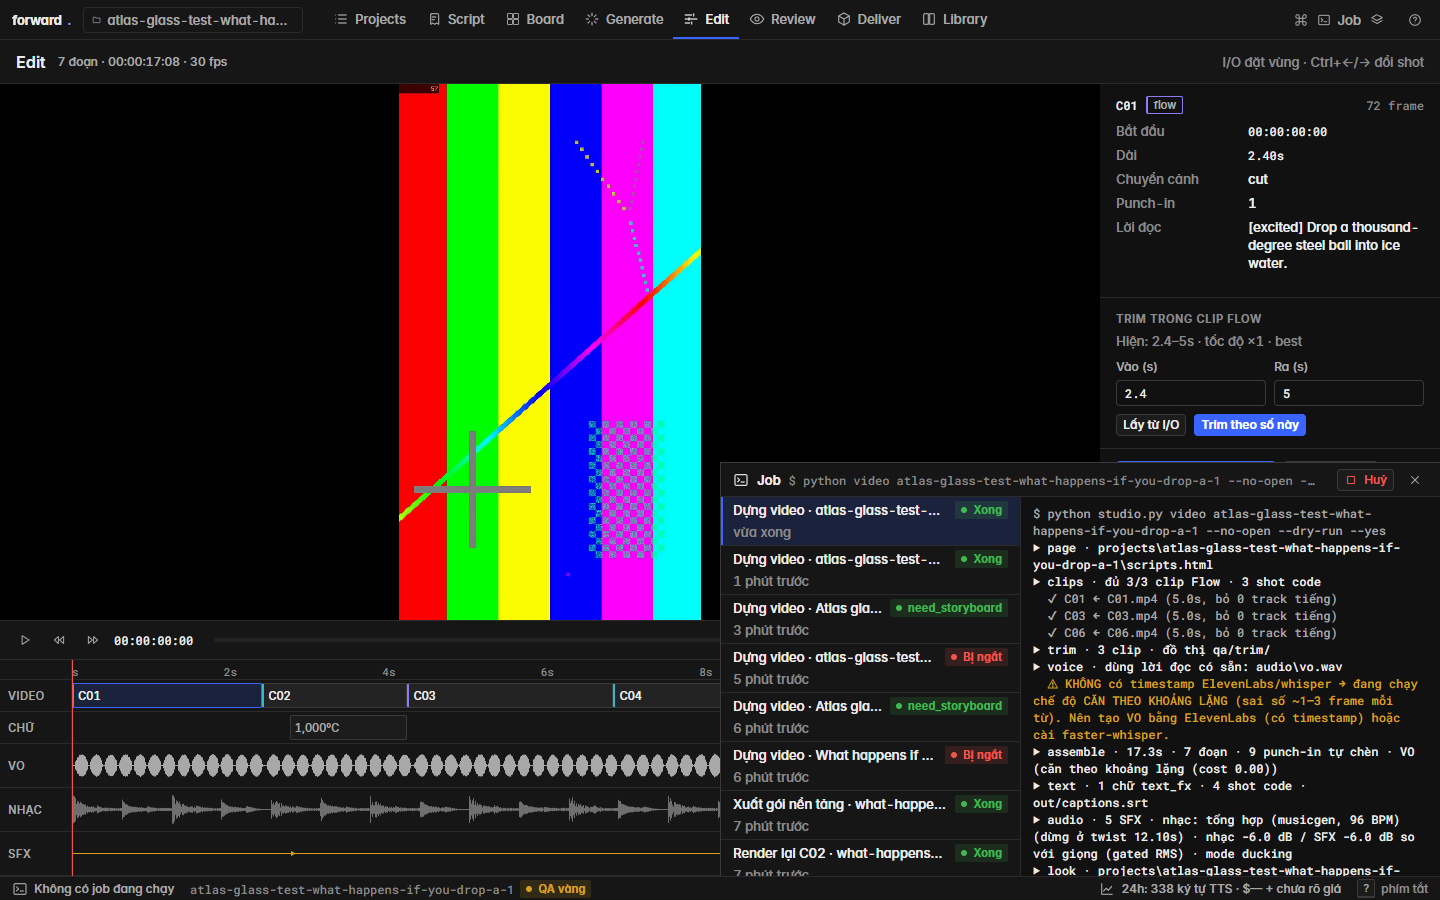 forward .
atlas-glass-test-what-ha...
Projects
Script
Board
Generate
Edit
Review
Deliver
Library
Job
Edit
7 đoạn · 00:00:17:08 · 30 fps
I/O đặt vùng · Ctrl+←/→ đổi shot
C01 flow
72 frame
Bắt đầu 00:00:00:00
Dài 2.40s
Chuyển cảnh cut
Punch-in 1
Lời đọc [excited] Drop a thousand-
degree steel ball into ice
water.
TRIM TRONG CLIP FLOW
Hiện: 2.4–5s · tốc độ ×1 · best
Vào (s) Ra (s)
2.4 5
Lấy từ I/O Trim theo số này
00:00:00:00
s 2s 4s 6s 8s
VIDEO C01 C02 C03 C04
CHỮ 1,000ºC
VO
NHẠC
SFX
Job $ python video atlas-glass-test-what-happens-if-you-drop-a-1 --no-open -…
Huỷ
Dựng video · atlas-glass-test-... Xong
vừa xong
Dựng video · atlas-glass-test-... Xong
1 phút trước
Dựng video · Atlas gla... need_storyboard
3 phút trước
Dựng video · atlas-glass-test... Bị ngắt
5 phút trước
Dựng video · Atlas gla... need_storyboard
6 phút trước
Dựng video · What happens if ... Bị ngắt
6 phút trước
Xuất gói nền tảng · what-happe... Xong
7 phút trước
Render lại C02 · what-happens... Xong
7 phút trước
$ python studio.py video atlas-glass-test-what-
happens-if-you-drop-a-1 --no-open --dry-run --yes
▶ page · projects\atlas-glass-test-what-happens-if-
you-drop-a-1\scripts.html
▶ clips · đủ 3/3 clip Flow · 3 shot code
✓ C01 ← C01.mp4 (5.0s, bỏ 0 track tiếng)
✓ C03 ← C03.mp4 (5.0s, bỏ 0 track tiếng)
✓ C06 ← C06.mp4 (5.0s, bỏ 0 track tiếng)
▶ trim · 3 clip · đồ thị qa/trim/
▶ voice · dùng lời đọc có sẵn: audio\vo.wav
⚠ KHÔNG có timestamp ElevenLabs/whisper → đang chạy
chế độ CĂN THEO KHOẢNG LẶNG (sai số ~1–3 frame mỗi
từ). Nên tạo VO bằng ElevenLabs (có timestamp) hoặc
cài faster-whisper.
▶ assemble · 17.3s · 7 đoạn · 9 punch-in tự chèn · VO
(căn theo khoảng lặng (cost 0.00))
▶ text · 1 chữ text_fx · 4 shot code ·
out/captions.srt
▶ audio · 5 SFX · nhạc: tổng hợp (musicgen, 96 BPM)
(dừng ở twist 12.10s) · nhạc -6.0 dB / SFX -6.0 dB so
với giọng (gated RMS) · mode ducking
▶ look · projects\atlas-glass-test-what-happens-if-
Không có job đang chạy
atlas-glass-test-what-happens-if-you-drop-a-1
QA vàng
24h: 338 ký tự TTS · $— + chưa rõ giá
? phím tắt